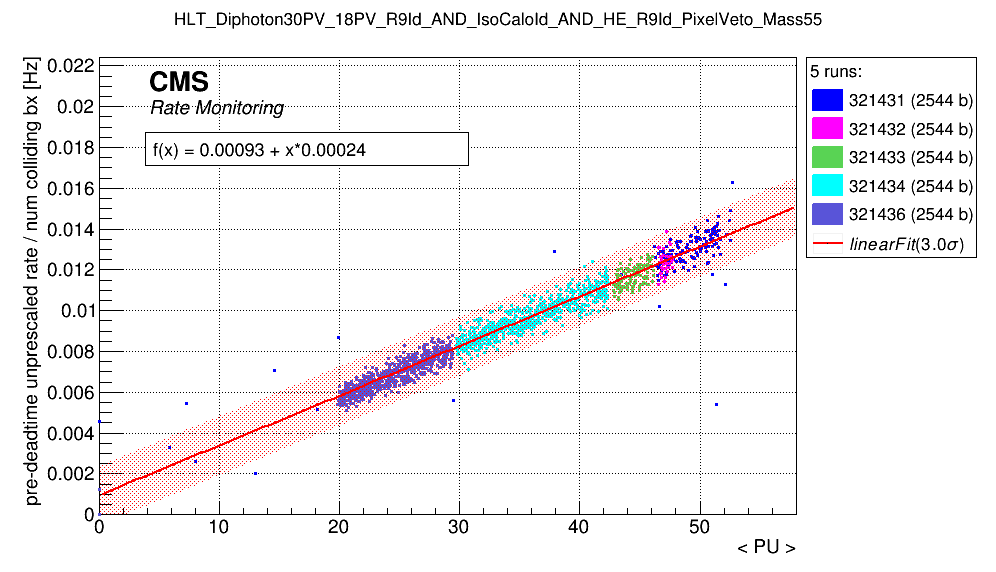 HLT_Diphoton30PV_18PV_R9Id_AND_IsoCaloId_AND_HE_R9Id_PixelVeto_Mass55
pre-deadtime unprescaled rate / num colliding bx [Hz]
0.022
0.02
0.018
0.016
0.014
0.012
0.01
0.008
0.006
0.004
0.002
0
CMS
Rate Monitoring
f(x) = 0.00093 + x*0.00024
5 runs:
321431 (2544 b)
321432 (2544 b)
321433 (2544 b)
321434 (2544 b)
321436 (2544 b)
linearFit(3.0σ)
0 10 20 30 40 50
< PU >